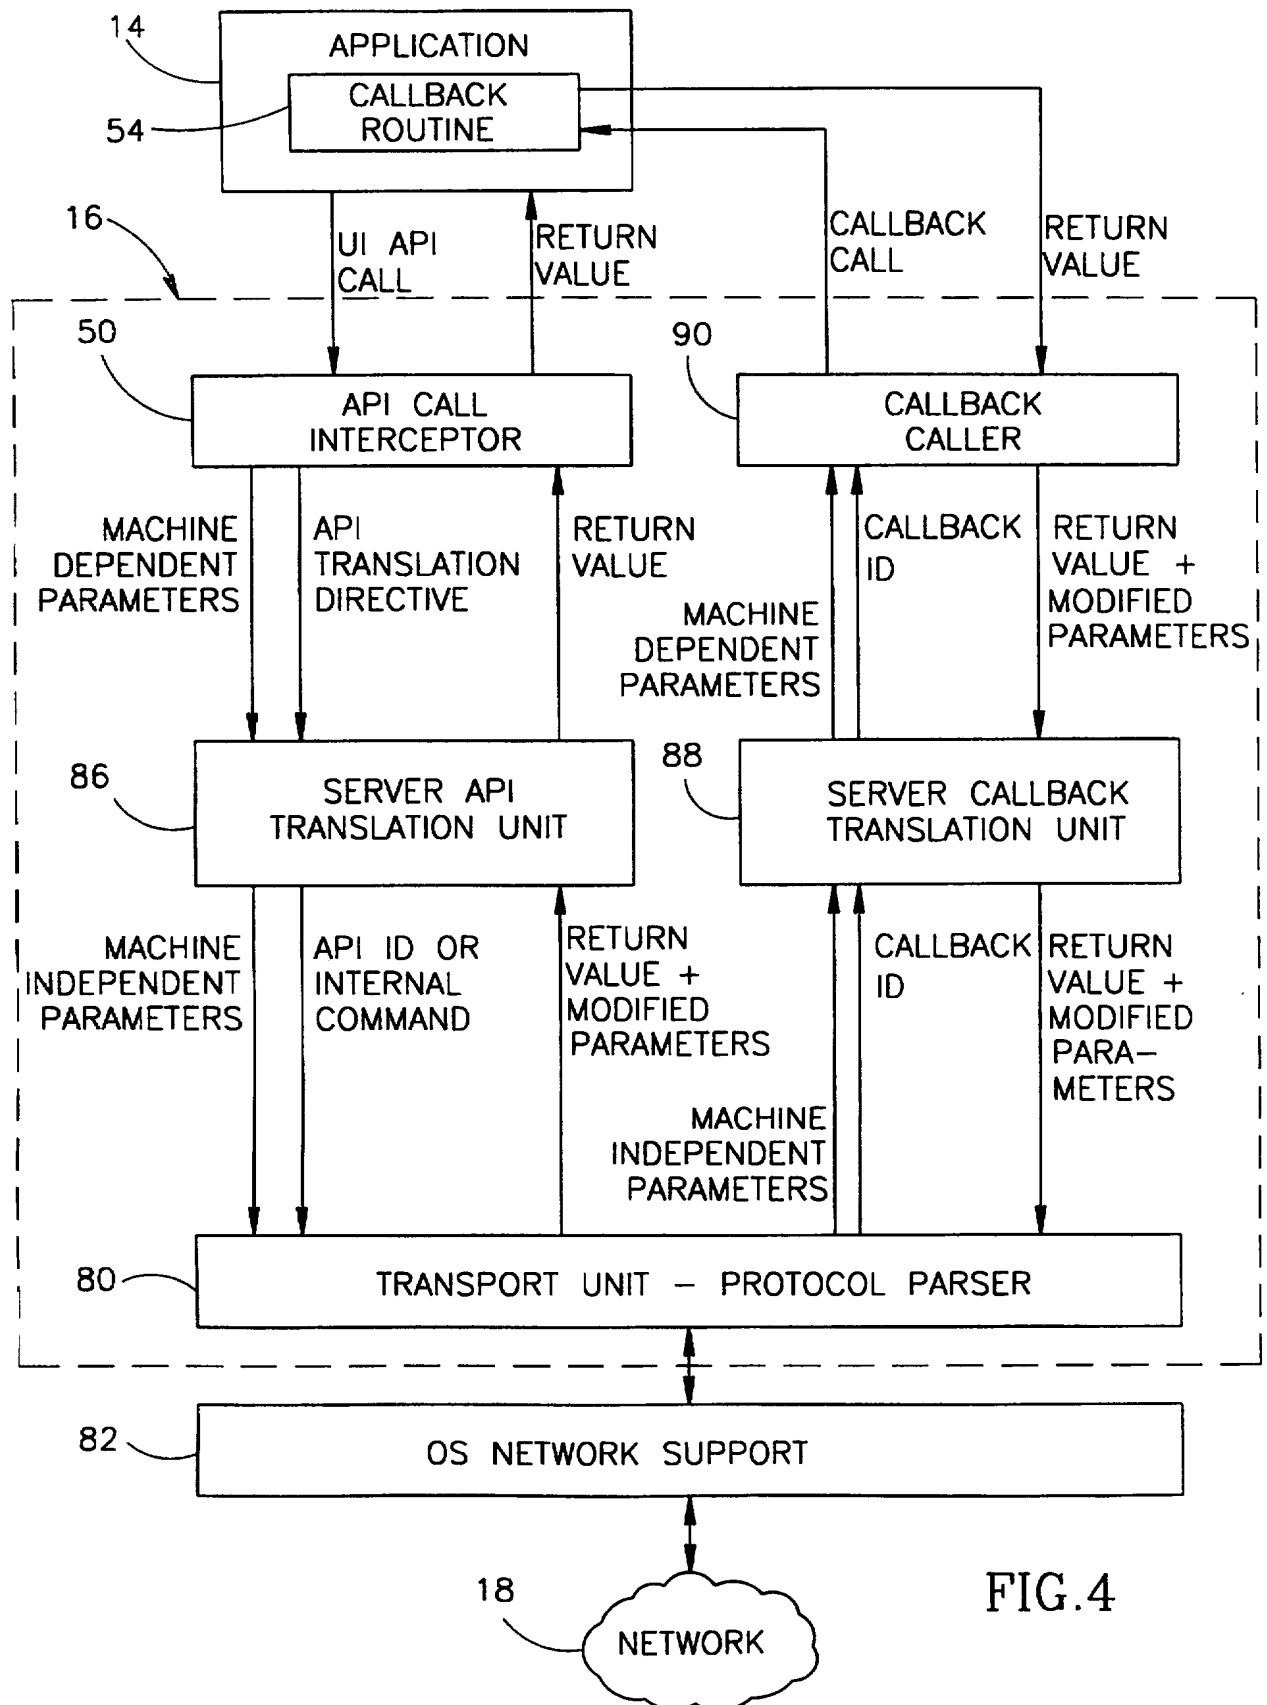 14
APPLICATION
CALLBACK
ROUTINE
54
16
UI API
CALL
RETURN
VALUE
CALLBACK
CALL
RETURN
VALUE
50
API CALL
INTERCEPTOR
90
CALLBACK
CALLER
MACHINE
DEPENDENT
PARAMETERS
API
TRANSLATION
DIRECTIVE
RETURN
VALUE
MACHINE
DEPENDENT
PARAMETERS
CALLBACK
ID
RETURN
VALUE +
MODIFIED
PARAMETERS
86
SERVER API
TRANSLATION UNIT
88
SERVER CALLBACK
TRANSLATION UNIT
MACHINE
INDEPENDENT
PARAMETERS
API ID OR
INTERNAL
COMMAND
RETURN
VALUE +
MODIFIED
PARAMETERS
MACHINE
INDEPENDENT
PARAMETERS
CALLBACK
ID
RETURN
VALUE +
MODIFIED
PARA-
METERS
80
TRANSPORT UNIT - PROTOCOL PARSER
82
OS NETWORK SUPPORT
18
NETWORK
FIG.4